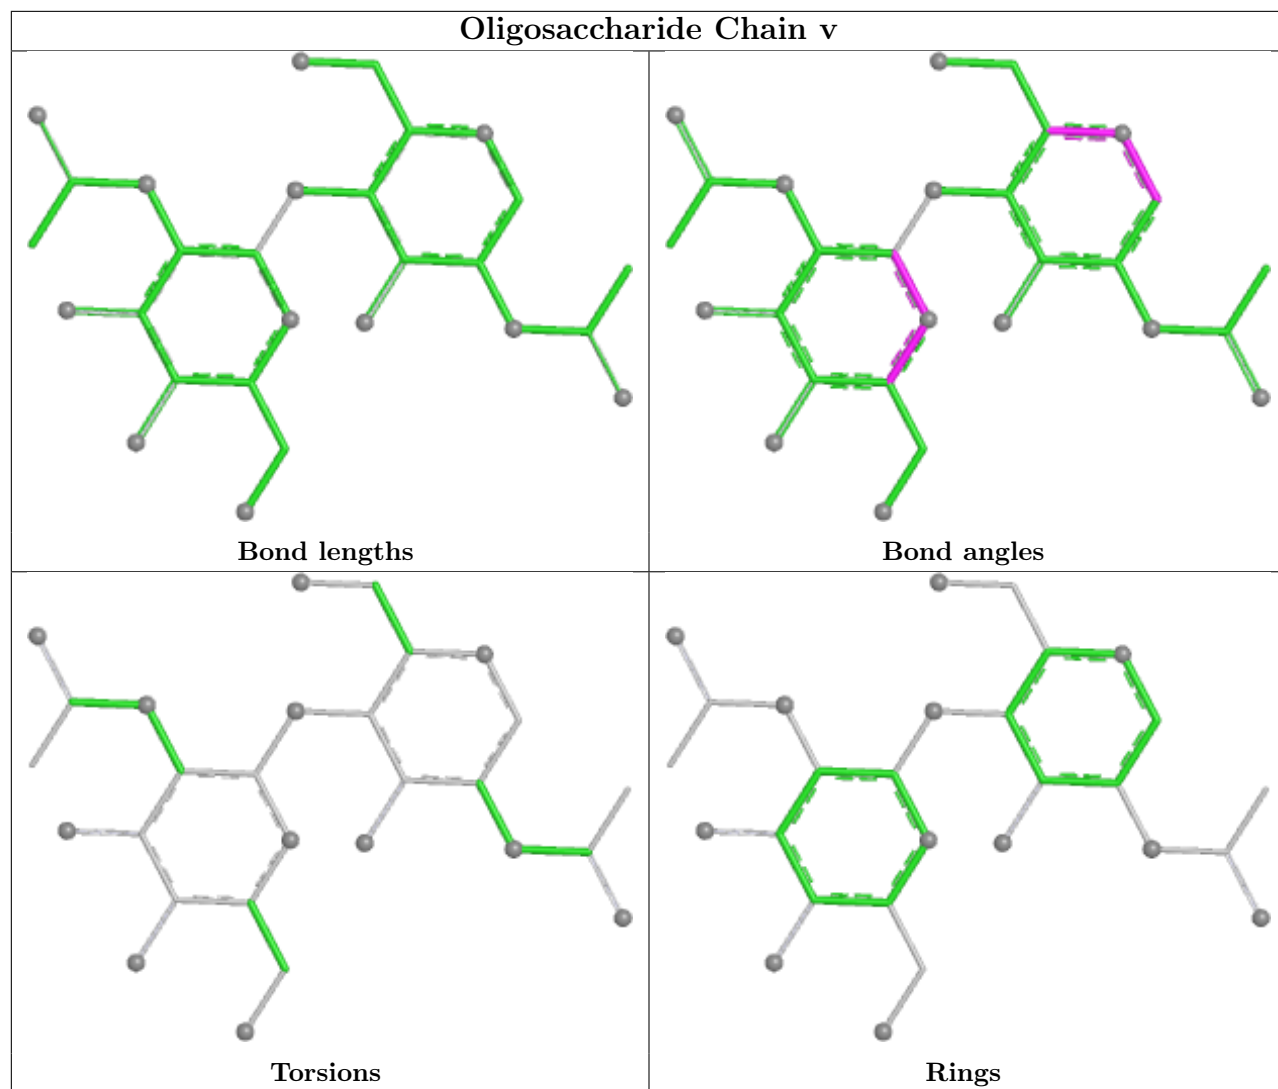 Oligosaccharide Chain v
Bond lengths
Bond angles
Torsions
Rings